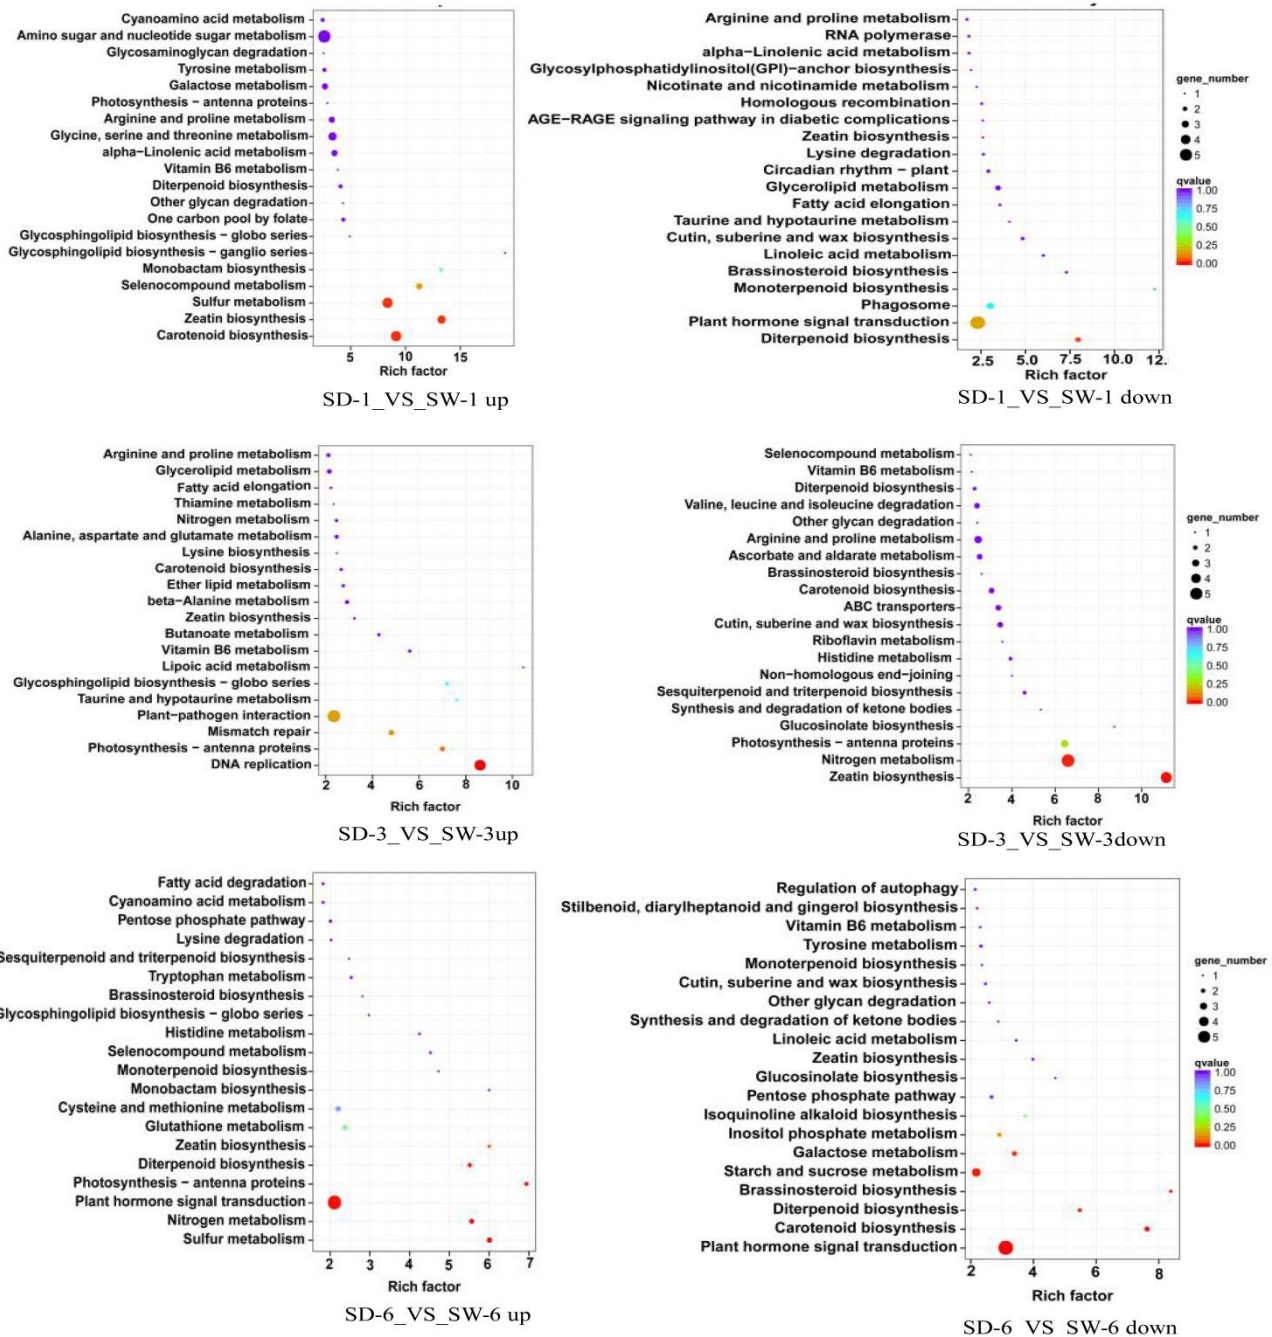 Cyanoamino acid metabolism
Amino sugar and nucleotide sugar metabolism
Glycosaminoglycan degradation
Tyrosine metabolism
Galactose metabolism
Photosynthesis − antenna proteins
Arginine and proline metabolism
Glycine, serine and threonine metabolism
alpha−Linolenic acid metabolism
Vitamin B6 metabolism
Diterpenoid biosynthesis
Other glycan degradation
One carbon pool by folate
Glycosphingolipid biosynthesis − globo series
Glycosphingolipid biosynthesis − ganglio series
Monobactam biosynthesis
Selenocompound metabolism
Sulfur metabolism
Zeatin biosynthesis
Carotenoid biosynthesis
5 10 15
Rich factor
SD-1_VS_SW-1 up
Arginine and proline metabolism
RNA polymerase
alpha−Linolenic acid metabolism
Glycosylphosphatidylinositol(GPI)−anchor biosynthesis
Nicotinate and nicotinamide metabolism
Homologous recombination
AGE−RAGE signaling pathway in diabetic complications
Zeatin biosynthesis
Lysine degradation
Circadian rhythm − plant
Glycerolipid metabolism
Fatty acid elongation
Taurine and hypotaurine metabolism
Cutin, suberine and wax biosynthesis
Linoleic acid metabolism
Brassinosteroid biosynthesis
Monoterpenoid biosynthesis
Phagosome
Plant hormone signal transduction
Diterpenoid biosynthesis
2.5 5.0 7.5 10.0 12.
Rich factor
SD-1_VS_SW-1 down
gene_number
1
2
3
4
5
qvalue
1.00
0.75
0.50
0.25
0.00
Arginine and proline metabolism
Glycerolipid metabolism
Fatty acid elongation
Thiamine metabolism
Nitrogen metabolism
Alanine, aspartate and glutamate metabolism
Lysine biosynthesis
Carotenoid biosynthesis
Ether lipid metabolism
beta−Alanine metabolism
Zeatin biosynthesis
Butanoate metabolism
Vitamin B6 metabolism
Lipoic acid metabolism
Glycosphingolipid biosynthesis − globo series
Taurine and hypotaurine metabolism
Plant−pathogen interaction
Mismatch repair
Photosynthesis − antenna proteins
DNA replication
2 4 6 8 10
Rich factor
SD-3_VS_SW-3up
Selenocompound metabolism
Vitamin B6 metabolism
Diterpenoid biosynthesis
Valine, leucine and isoleucine degradation
Other glycan degradation
Arginine and proline metabolism
Ascorbate and aldarate metabolism
Brassinosteroid biosynthesis
Carotenoid biosynthesis
ABC transporters
Cutin, suberine and wax biosynthesis
Riboflavin metabolism
Histidine metabolism
Non−homologous end−joining
Sesquiterpenoid and triterpenoid biosynthesis
Synthesis and degradation of ketone bodies
Glucosinolate biosynthesis
Photosynthesis − antenna proteins
Nitrogen metabolism
Zeatin biosynthesis
2 4 6 8 10
Rich factor
SD-3_VS_SW-3down
gene_number
1
2
3
4
5
qvalue
1.00
0.75
0.50
0.25
0.00
Fatty acid degradation
Cyanoamino acid metabolism
Pentose phosphate pathway
Lysine degradation
Sesquiterpenoid and triterpenoid biosynthesis
Tryptophan metabolism
Brassinosteroid biosynthesis
Glycosphingolipid biosynthesis − globo series
Histidine metabolism
Selenocompound metabolism
Monoterpenoid biosynthesis
Monobactam biosynthesis
Cysteine and methionine metabolism
Glutathione metabolism
Zeatin biosynthesis
Diterpenoid biosynthesis
Photosynthesis − antenna proteins
Plant hormone signal transduction
Nitrogen metabolism
Sulfur metabolism
2 3 4 5 6 7
Rich factor
SD-6_VS_SW-6 up
Regulation of autophagy
Stilbenoid, diarylheptanoid and gingerol biosynthesis
Vitamin B6 metabolism
Tyrosine metabolism
Monoterpenoid biosynthesis
Cutin, suberine and wax biosynthesis
Other glycan degradation
Synthesis and degradation of ketone bodies
Linoleic acid metabolism
Zeatin biosynthesis
Glucosinolate biosynthesis
Pentose phosphate pathway
Isoquinoline alkaloid biosynthesis
Inositol phosphate metabolism
Galactose metabolism
Starch and sucrose metabolism
Brassinosteroid biosynthesis
Diterpenoid biosynthesis
Carotenoid biosynthesis
Plant hormone signal transduction
2 4 6 8
Rich factor
SD-6_VS_SW-6 down
gene_number
1
2
3
4
5
qvalue
1.00
0.75
0.50
0.25
0.00